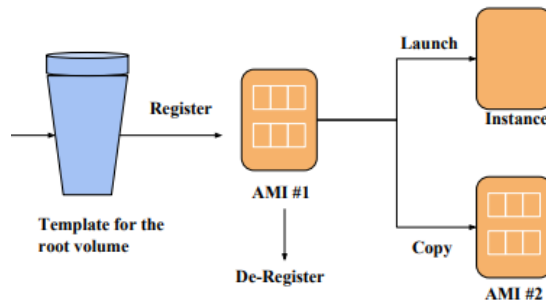 Launch
Register
Instance
AMI #1
Template for the
root volume
Copy
De-Register
AMI #2